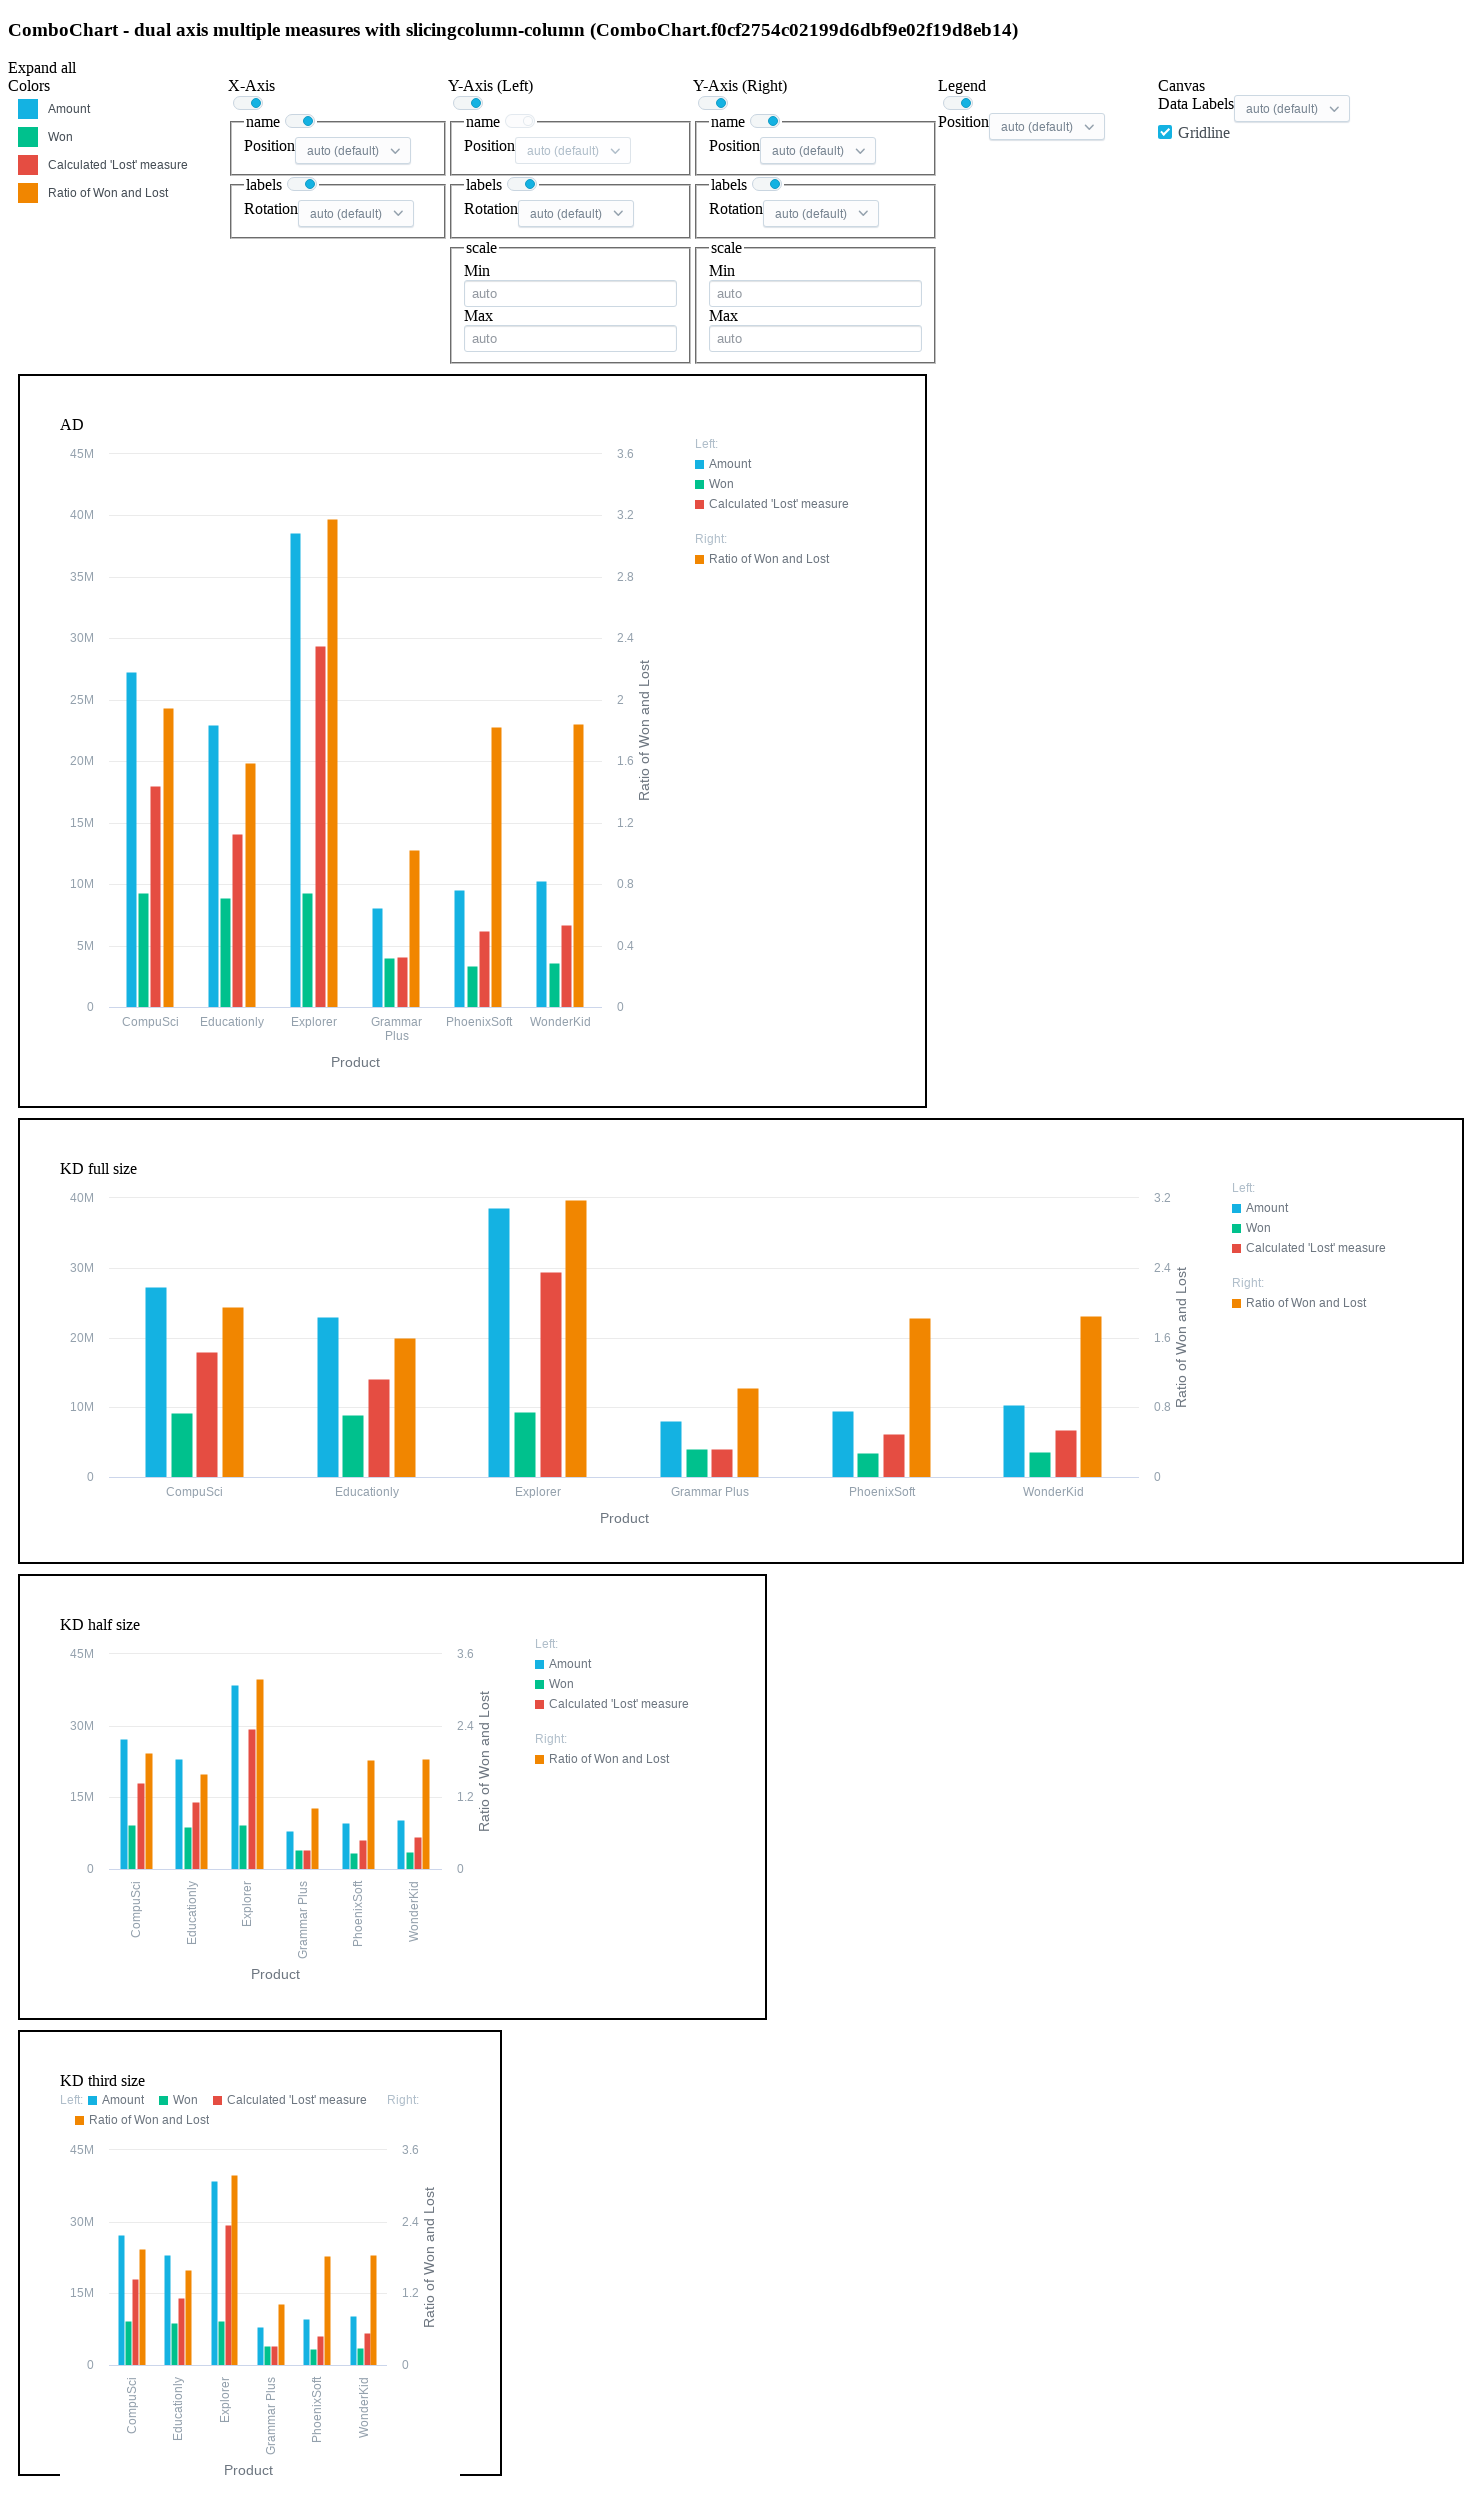 ComboChart - dual axis multiple measures with slicingcolumn-column (ComboChart.f0cf2754c02199d6dbf9e02f19d8eb14)
Expand all
Colors
Amount
Won
Calculated 'Lost' measure
Ratio of Won and Lost
X-Axis
name
Position auto (default)
labels
Rotation auto (default)
Y-Axis (Left)
name
Position auto (default)
labels
Rotation auto (default)
scale
Min
auto
Max
auto
Y-Axis (Right)
name
Position auto (default)
labels
Rotation auto (default)
scale
Min
auto
Max
auto
Legend
Position auto (default)
Canvas
Data Labels auto (default)
Gridline
AD
45M
40M
35M
30M
25M
20M
15M
10M
5M
0
3.6
3.2
2.8
2.4
2
1.6
1.2
0.8
0.4
0
Ratio of Won and Lost
CompuSci Educationly Explorer Grammar Plus PhoenixSoft WonderKid
Product
Left:
Amount
Won
Calculated 'Lost' measure
Right:
Ratio of Won and Lost
KD full size
40M
30M
20M
10M
0
3.2
2.4
1.6
0.8
0
Ratio of Won and Lost
CompuSci Educationly Explorer Grammar Plus PhoenixSoft WonderKid
Product
Left:
Amount
Won
Calculated 'Lost' measure
Right:
Ratio of Won and Lost
KD half size
45M
30M
15M
0
3.6
2.4
1.2
0
Ratio of Won and Lost
CompuSci
Educationly
Explorer
Grammar Plus
PhoenixSoft
WonderKid
Product
Left:
Amount
Won
Calculated 'Lost' measure
Right:
Ratio of Won and Lost
KD third size
Left: Amount Won Calculated 'Lost' measure Right:
Ratio of Won and Lost
45M
30M
15M
0
3.6
2.4
1.2
0
Ratio of Won and Lost
CompuSci
Educationly
Explorer
Grammar Plus
PhoenixSoft
WonderKid
Product